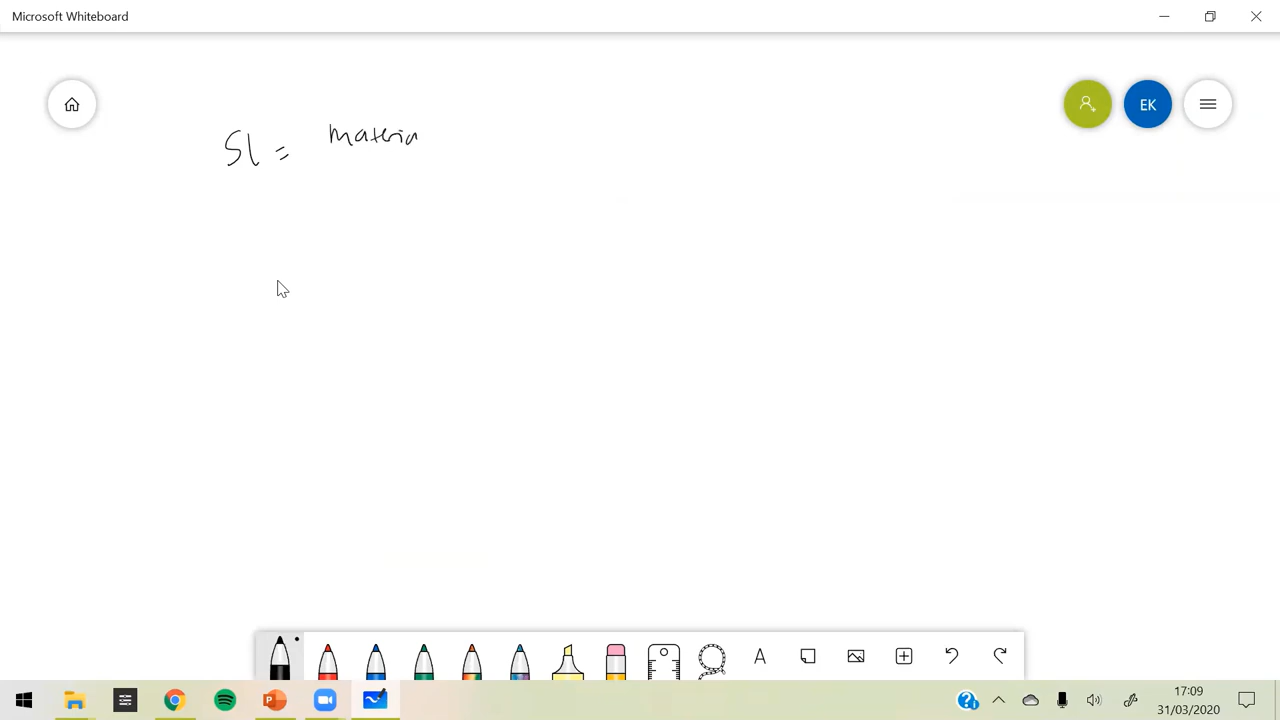 Microsoft Whiteboard
EK
SL = materia
A
17:09
31/03/2020